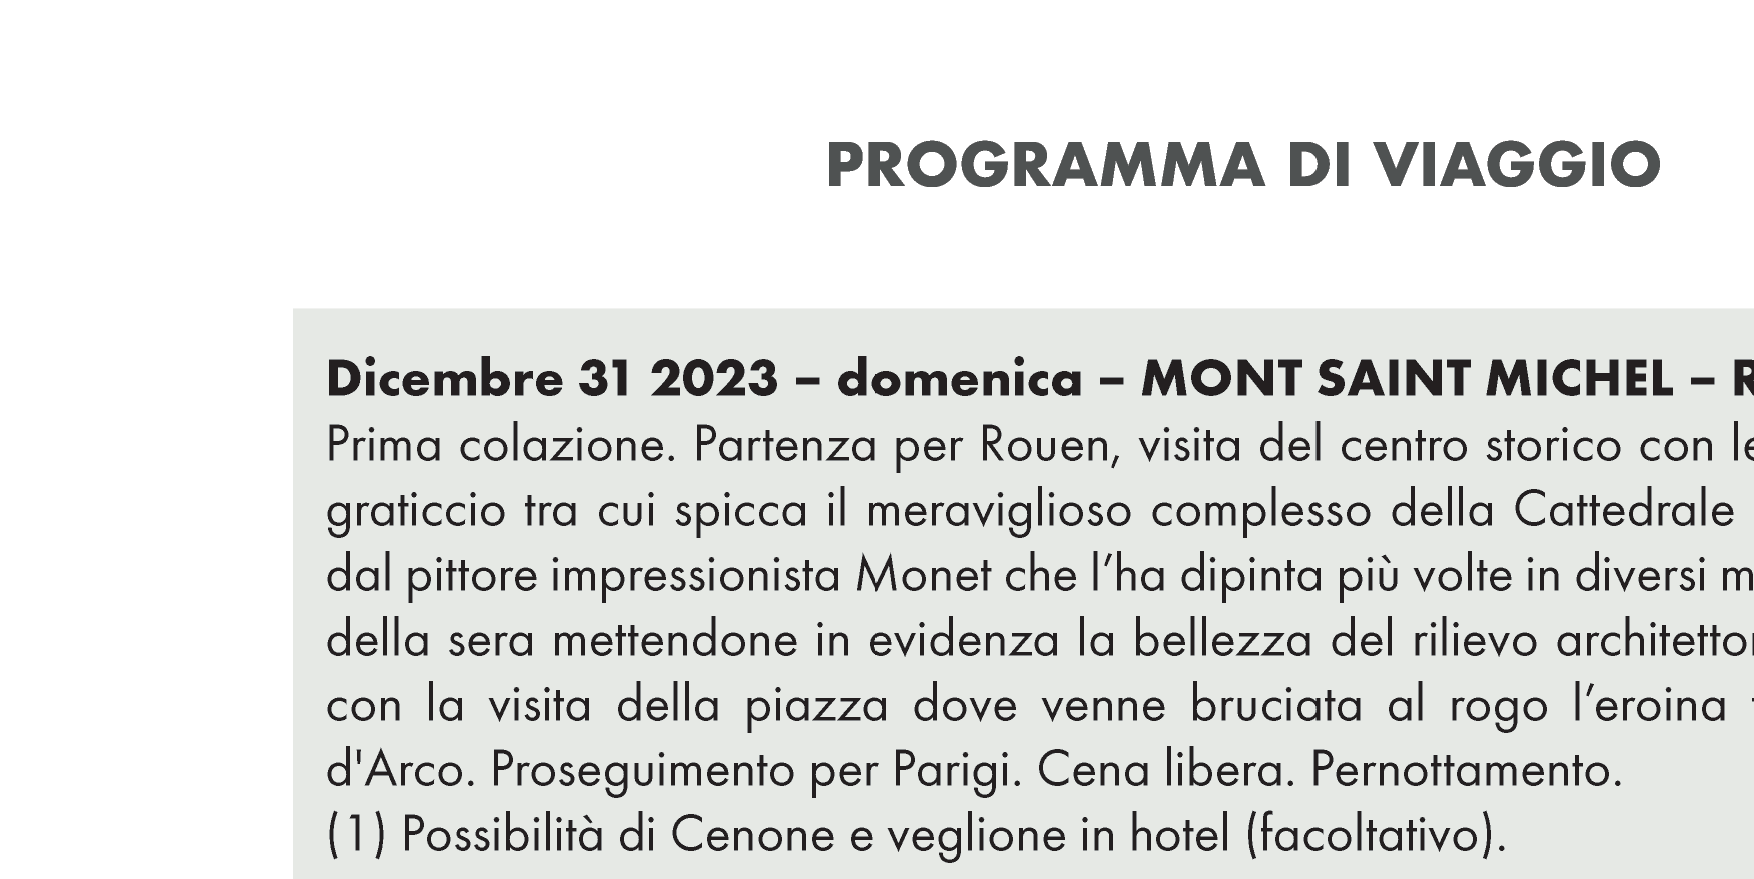 PROGRAMMA DI VIAGGIO
Dicembre 31 2023 – domenica – MONT SAINT MICHEL –
Prima colazione. Partenza per Rouen, visita del centro storico con
graticcio tra cui spicca il meraviglioso complesso della Cattedrale
dal pittore impressionista Monet che l’ha dipinta più volte in diversi
della sera mettendone in evidenza la bellezza del rilievo
con la visita della piazza dove venne bruciata al rogo l’eroina
d'Arco. Proseguimento per Parigi. Cena libera. Pernottamento.
(1) Possibilità di Cenone e veglione in hotel (facoltativo).